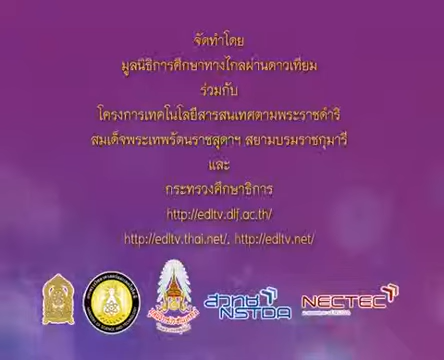 จัดทำโดย
มูลนิธิการศึกษาทางไกลผ่านดาวเทียม
ร่วมกับ
โครงการเทคโนโลยีสารสนเทศตามพระราชดำริ
สมเด็จพระเทพรัตนราชสุดาฯ สยามบรมราชกุมารี
และ
กระทรวงศึกษาธิการ
http://edltv.dlf.ac.th/
http://edltv.thai.net/, http://edltv.net/
สวทช
NSTDA
NECTEC